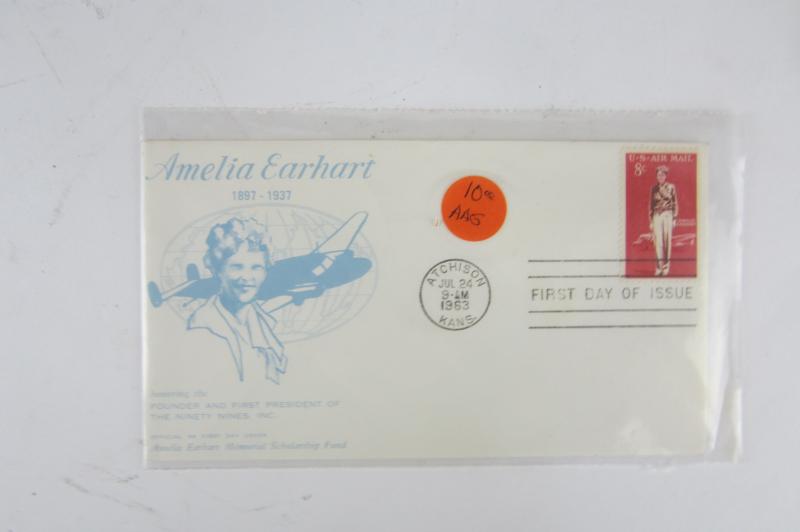 Amelia Earhart
1897 - 1937
honoring the
FOUNDER AND FIRST PRESIDENT OF
THE NINETY NINES, INC.
OFFICIAL 99 FIRST DAY COVER
Amelia Earhart Memorial Scholarship Fund
10 00
AAS
ATCHISON
JUL 24
9-AM
1963
KANS.
U·S·AIR MAIL
8c
FIRST DAY OF ISSUE